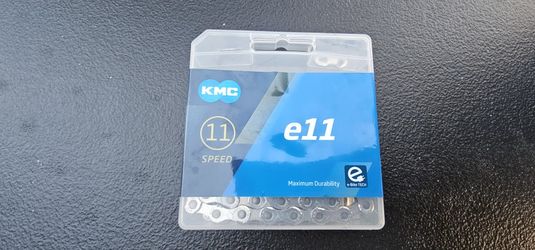 KMC
11
SPEED
e11
Maximum Durability
e
e-Bike TECH